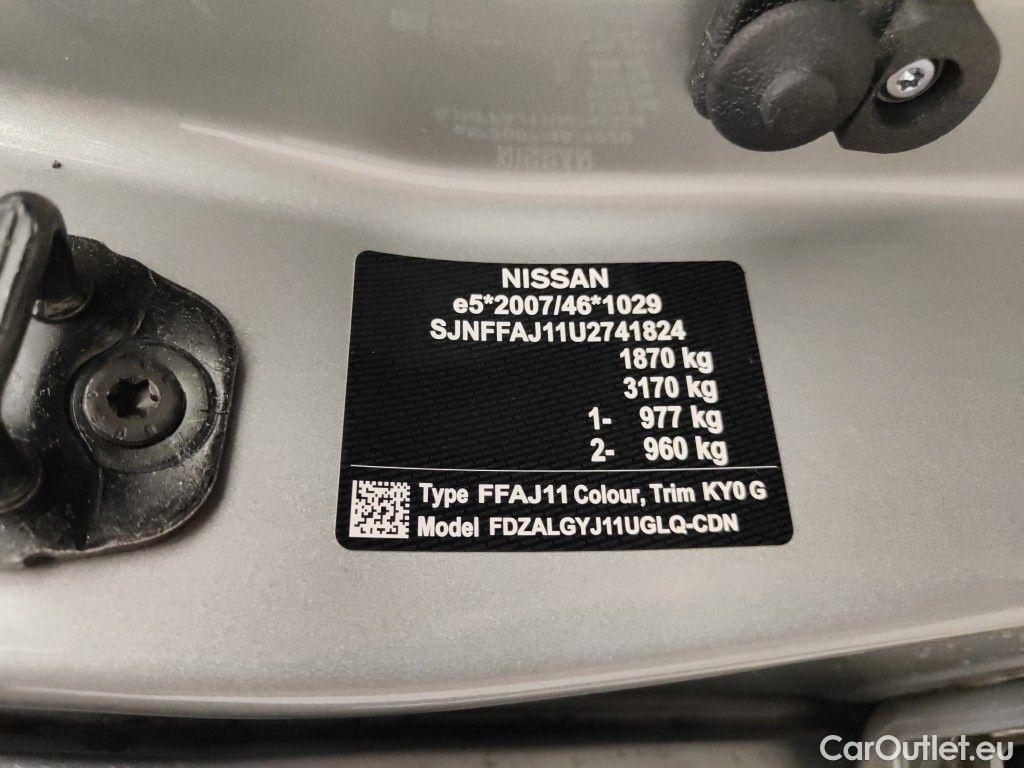 NISSAN
e5*2007/46*1029
SJNFFAJ11U2741824
1870 kg
3170 kg
1- 977 kg
2- 960 kg
Type FFAJ11 Colour, Trim KY0 G
Model FDZALGYJ11UGLQ-CDN
CarOutlet.eu